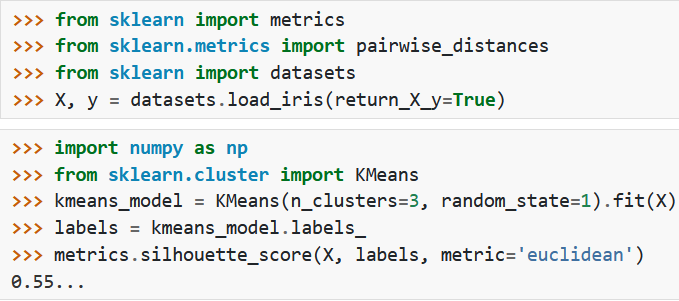 >>> from sklearn import metrics
>>> from sklearn.metrics import pairwise_distances
>>> from sklearn import datasets
>>> X, y = datasets.load_iris(return_X_y=True)
>>> import numpy as np
>>> from sklearn.cluster import KMeans
>>> kmeans_model = KMeans(n_clusters=3, random_state=1).fit(X)
>>> labels = kmeans_model.labels_
>>> metrics.silhouette_score(X, labels, metric='euclidean')
0.55...